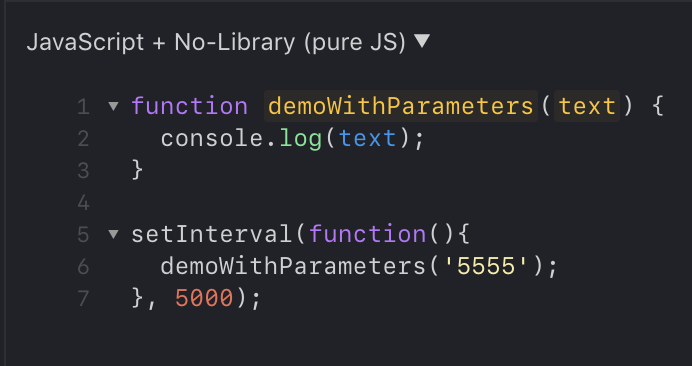 JavaScript + No-Library (pure JS) ▼
1 ▼ function demoWithParameters(text) {
2   console.log(text);
3 }
4
5 ▼ setInterval(function(){
6   demoWithParameters('5555');
7 }, 5000);